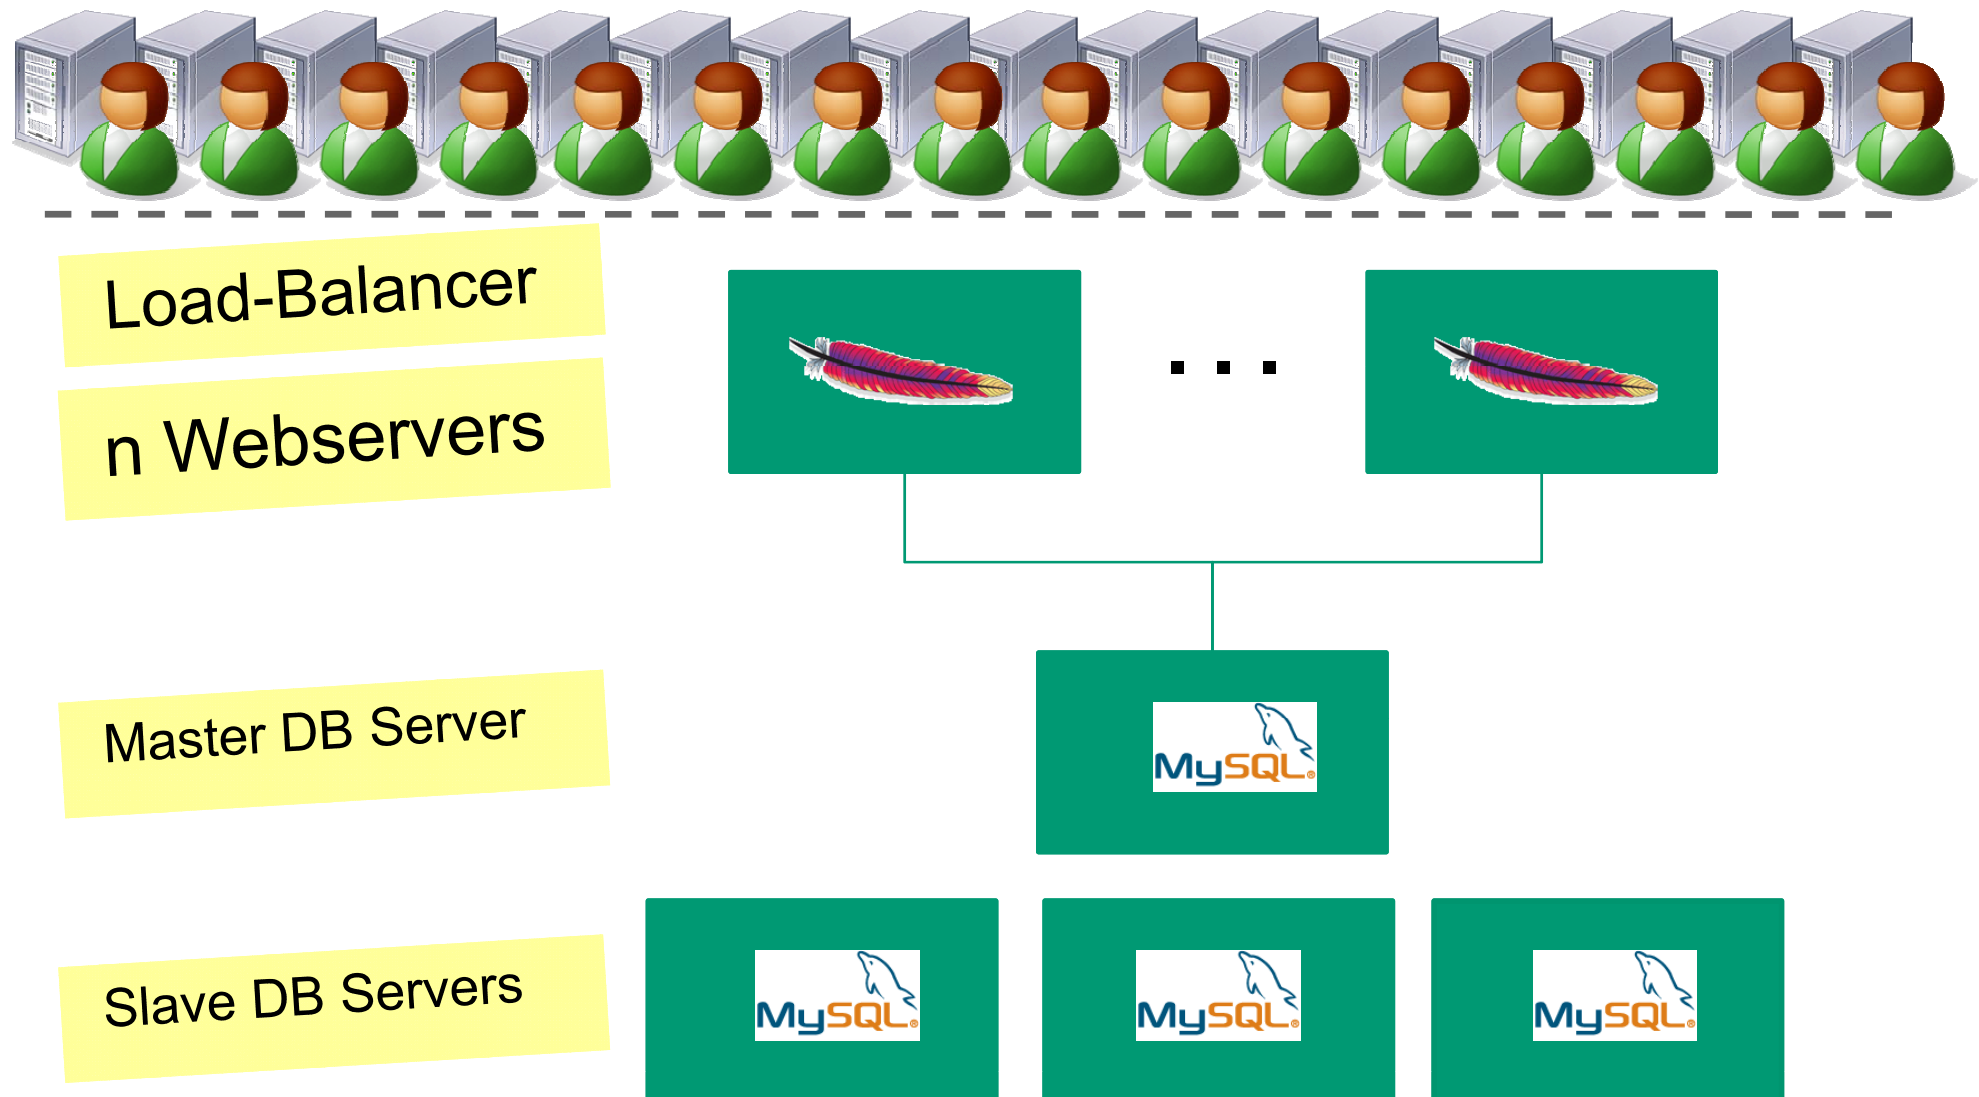 Load-Balancer
n Webservers
. . .
Master DB Server
MySQL®
Slave DB Servers
MySQL®
MySQL®
MySQL®